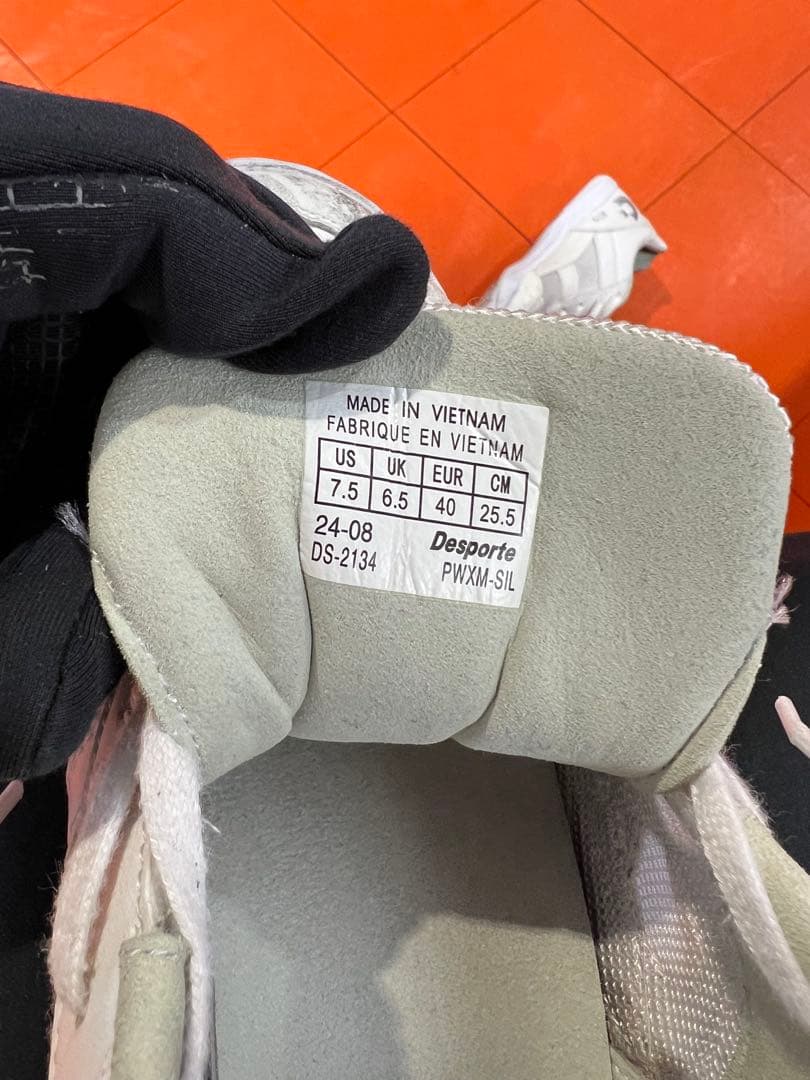 MADE IN VIETNAM
FABRIQUE EN VIETNAM
US UK EUR CM
7.5 6.5 40 25.5
24-08
DS-2134
Desporte
PWXM-SIL